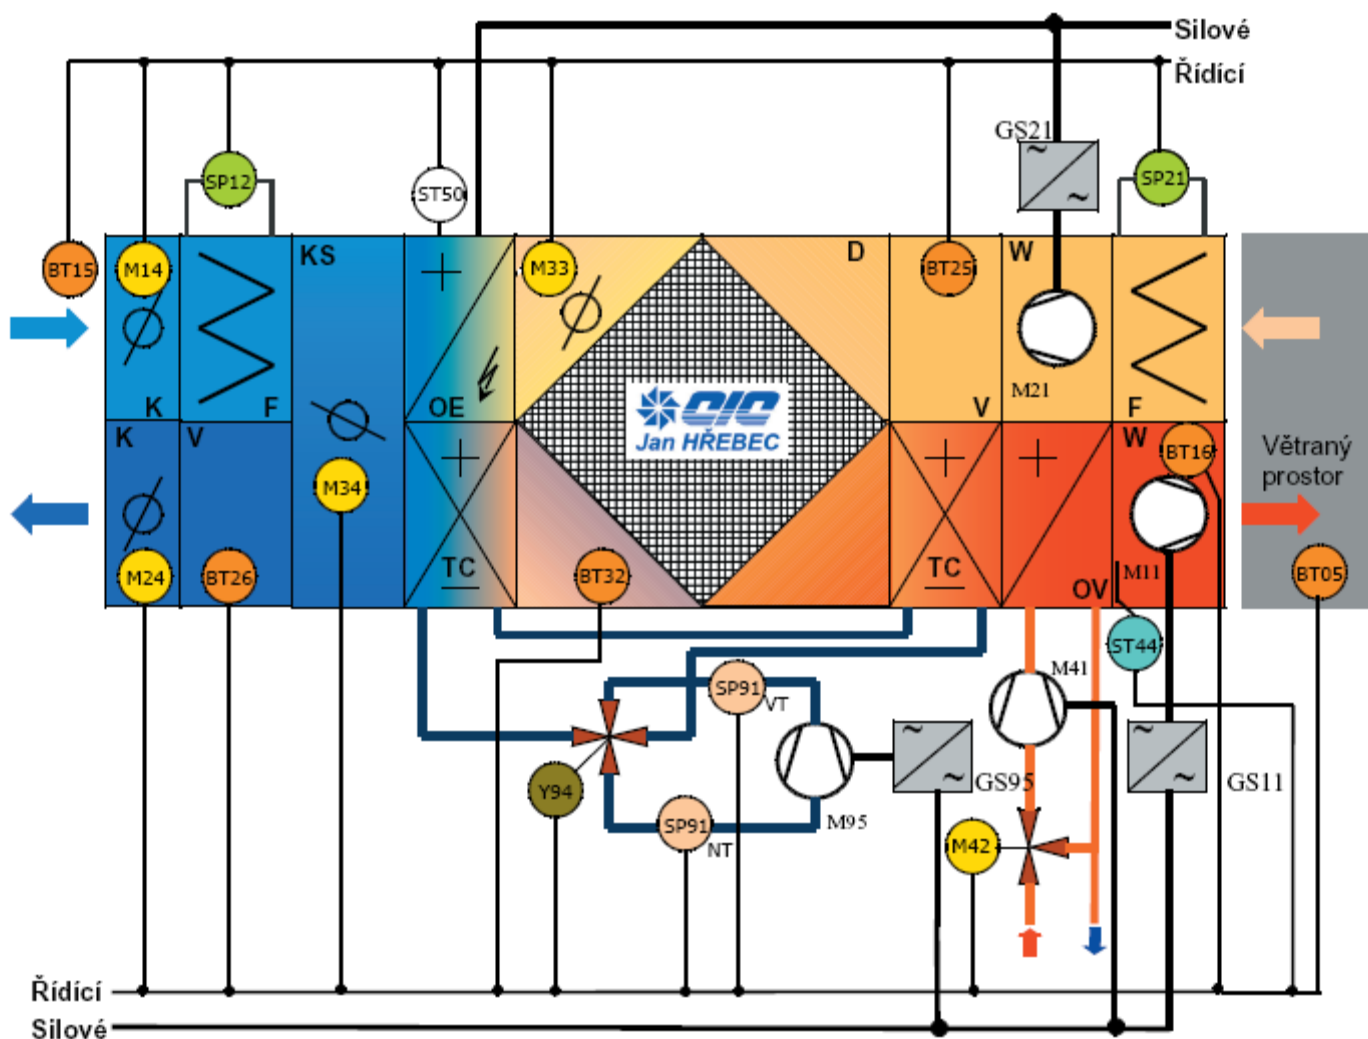 Silové
Řídící
GS21
SP12
ST50
SP21
BT15
M14
KS
M33
D
BT25
W
M21
K
F
OE
V
F
CIC
Jan HŘEBEC
K
V
W
BT16
Větraný
prostor
M34
M24
BT26
TC
BT32
TC
OV
M11
BT05
ST44
M41
SP91
VT
Y94
GS95
GS11
M95
SP91
NT
M42
Řídící
Silové